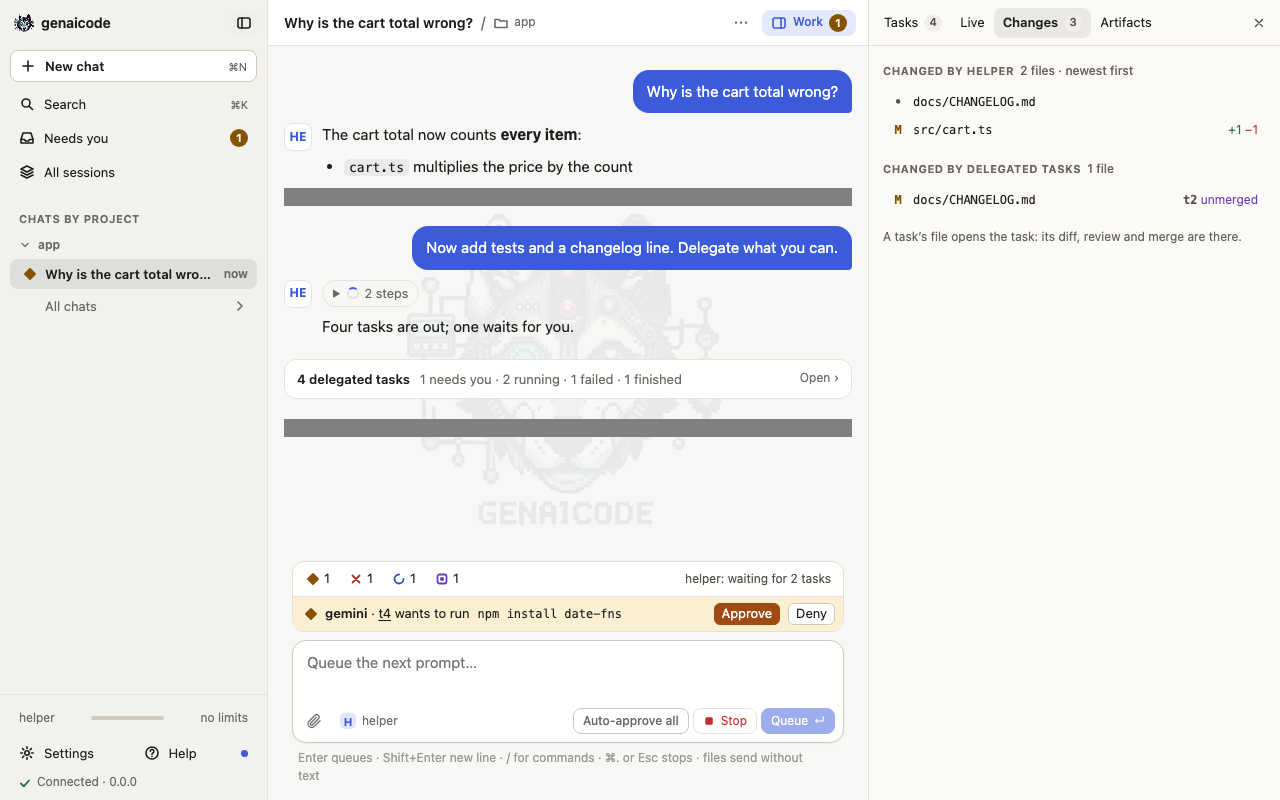 genaicode
New chat ⌘N
Search ⌘K
Needs you 1
All sessions
CHATS BY PROJECT
app
Why is the cart total wro... now
All chats
helper no limits
Settings Help
Connected · 0.0.0
Why is the cart total wrong? / app
Work 1
Why is the cart total wrong?
HE The cart total now counts every item:
• cart.ts multiplies the price by the count
Now add tests and a changelog line. Delegate what you can.
HE 2 steps
Four tasks are out; one waits for you.
4 delegated tasks 1 needs you · 2 running · 1 failed · 1 finished Open ›
GENAICODE
1 1 1 1 helper: waiting for 2 tasks
gemini · t4 wants to run npm install date-fns Approve Deny
Queue the next prompt...
H helper Auto-approve all Stop Queue
Enter queues · Shift+Enter new line · / for commands · ⌘. or Esc stops · files send without
text
Tasks 4 Live Changes 3 Artifacts
CHANGED BY HELPER 2 files · newest first
• docs/CHANGELOG.md
M src/cart.ts +1 −1
CHANGED BY DELEGATED TASKS 1 file
M docs/CHANGELOG.md t2 unmerged
A task's file opens the task: its diff, review and merge are there.